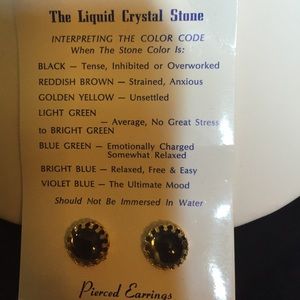 The Liquid Crystal Stone
INTERPRETING THE COLOR CODE
When The Stone Color Is:
BLACK — Tense, Inhibited or Overworked
REDDISH BROWN — Strained, Anxious
GOLDEN YELLOW — Unsettled
LIGHT GREEN
— Average, No Great Stress
to BRIGHT GREEN
BLUE GREEN — Emotionally Charged
Somewhat Relaxed
BRIGHT BLUE — Relaxed, Free & Easy
VIOLET BLUE — The Ultimate Mood
Should Not Be Immersed In Water
Pierced Earrings